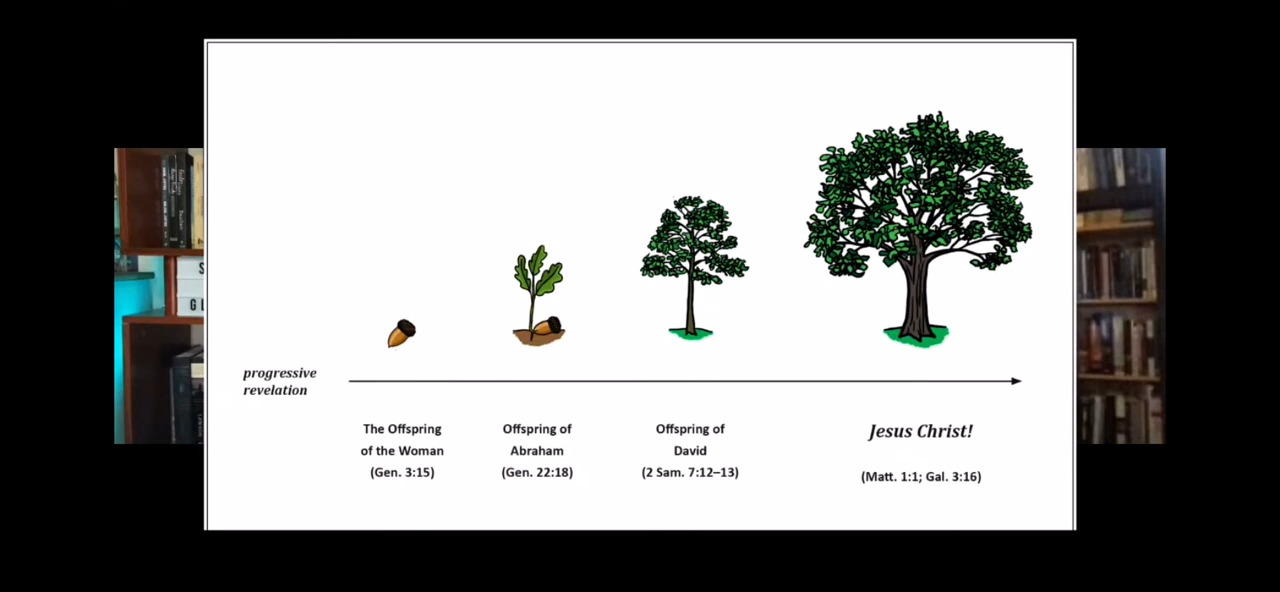 progressive
revelation
The Offspring
of the Woman
(Gen. 3:15)
Offspring of
Abraham
(Gen. 22:18)
Offspring of
David
(2 Sam. 7:12–13)
Jesus Christ!
(Matt. 1:1; Gal. 3:16)
S
G L